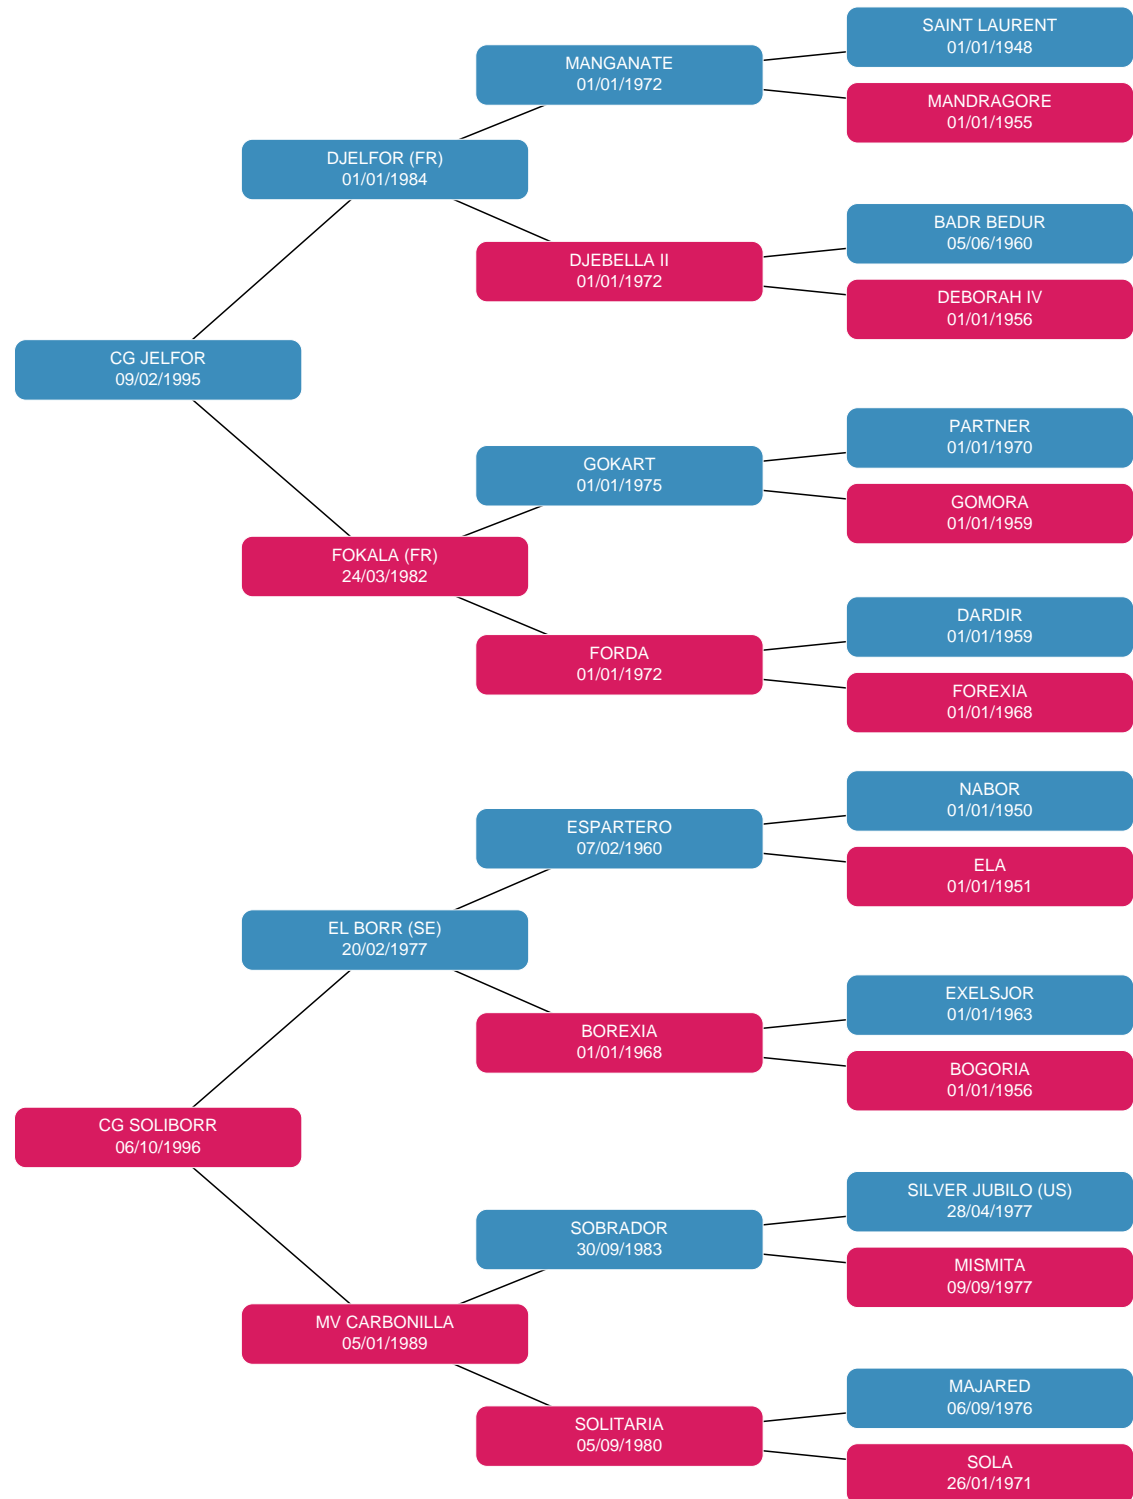 SAINT LAURENT
01/01/1948
MANGANATE
01/01/1972
MANDRAGORE
01/01/1955
DJELFOR (FR)
01/01/1984
BADR BEDUR
05/06/1960
DJEBELLA II
01/01/1972
DEBORAH IV
01/01/1956
CG JELFOR
09/02/1995
PARTNER
01/01/1970
GOKART
01/01/1975
GOMORA
01/01/1959
FOKALA (FR)
24/03/1982
DARDIR
01/01/1959
FORDA
01/01/1972
FOREXIA
01/01/1968
NABOR
01/01/1950
ESPARTERO
07/02/1960
ELA
01/01/1951
EL BORR (SE)
20/02/1977
EXELSJOR
01/01/1963
BOREXIA
01/01/1968
BOGORIA
01/01/1956
CG SOLIBORR
06/10/1996
SILVER JUBILO (US)
28/04/1977
SOBRADOR
30/09/1983
MISMITA
09/09/1977
MV CARBONILLA
05/01/1989
MAJARED
06/09/1976
SOLITARIA
05/09/1980
SOLA
26/01/1971